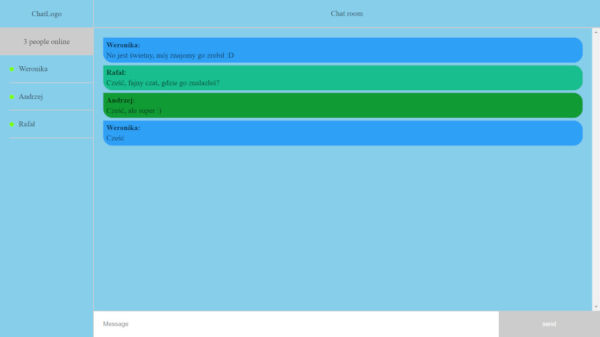 ChatLogo
Chat room
3 people online
Weronika
Andrzej
Rafał
Weronika:
No jest świetny, mój znajomy go zrobił :D
Rafał:
Cześć, fajny czat, gdzie go znalazłeś?
Andrzej:
Cześć, ale super :)
Weronika:
Cześć
Message
send